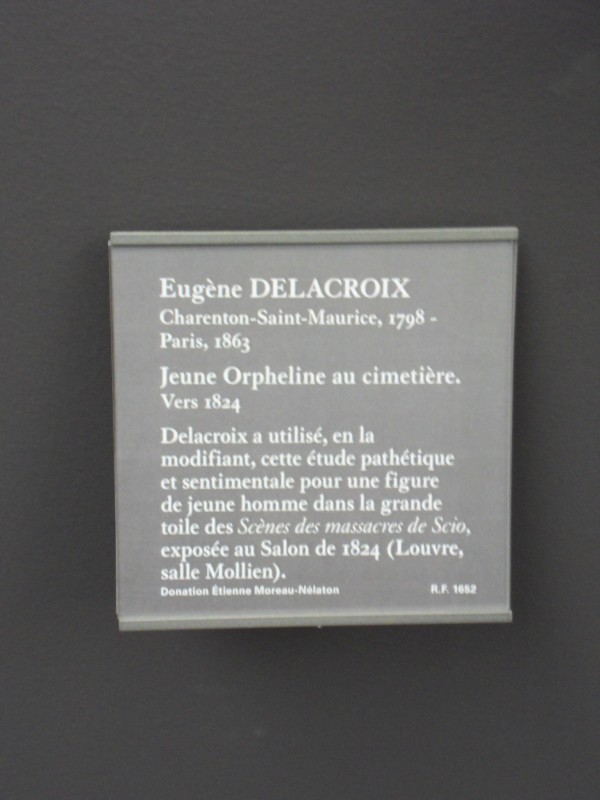 Eugène DELACROIX
Charenton-Saint-Maurice, 1798 -
Paris, 1863
Jeune Orpheline au cimetière.
Vers 1824
Delacroix a utilisé, en la
modifiant, cette étude pathétique
et sentimentale pour une figure
de jeune homme dans la grande
toile des Scènes des massacres de Scio,
exposée au Salon de 1824 (Louvre,
salle Mollien).
Donation Étienne Moreau-Nélaton R.F. 1652